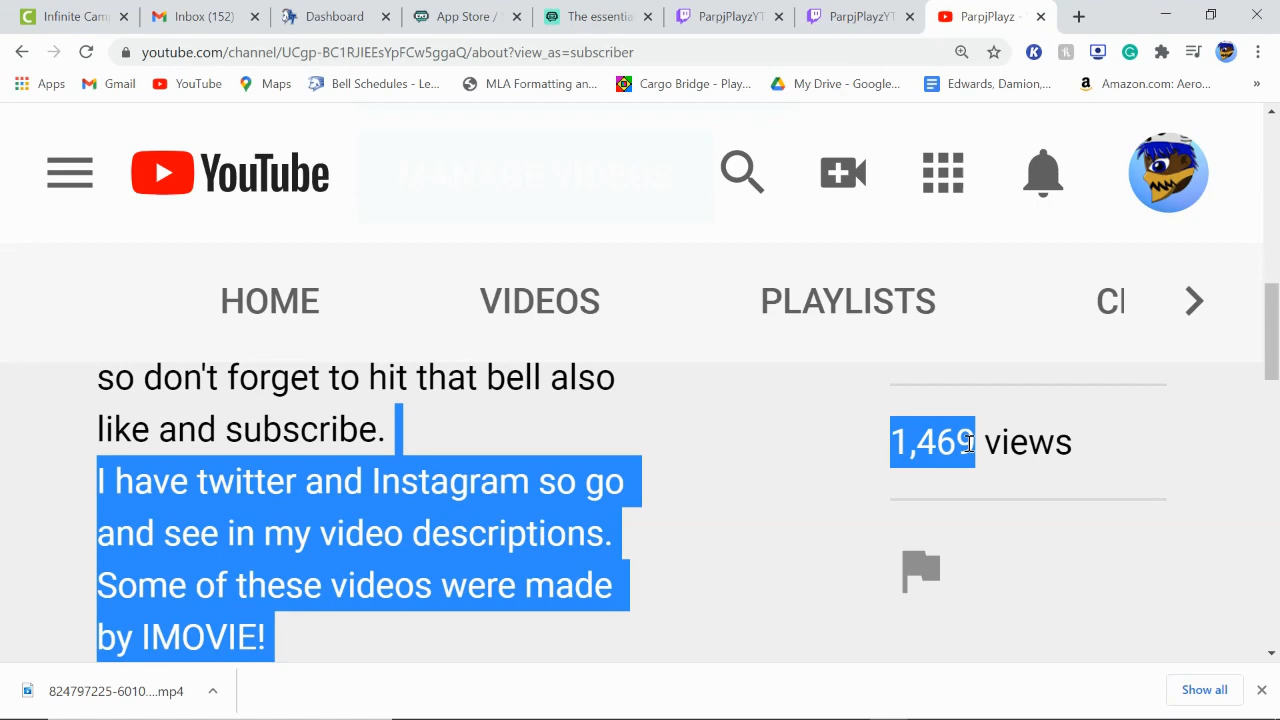 Infinite Camp
Inbox (152)
Dashboard
App Store /
The essentia
ParpjPlayzYT
ParpjPlayzYT
ParpjPlayz -
youtube.com/channel/UCgp-BC1RJIEEsYpFCw5ggaQ/about?view_as=subscriber
Apps
Gmail
YouTube
Maps
Bell Schedules - Le...
MLA Formatting an...
Cargo Bridge - Play...
My Drive - Google...
Edwards, Damion,...
Amazon.com: Aero...
»
YouTube
MANAGE VIDEOS
HOME
VIDEOS
PLAYLISTS
so don't forget to hit that bell also
like and subscribe.
I have twitter and Instagram so go
and see in my video descriptions.
Some of these videos were made
by IMOVIE!
1,469 views
824797225-6010....mp4
Show all